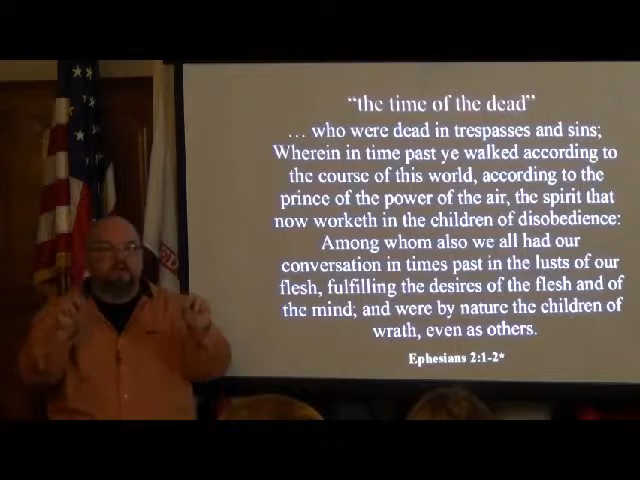 “the time of the dead”
… who were dead in trespasses and sins;
Wherein in time past ye walked according to
the course of this world, according to the
prince of the power of the air, the spirit that
now worketh in the children of disobedience:
Among whom also we all had our
conversation in times past in the lusts of our
flesh, fulfilling the desires of the flesh and of
the mind; and were by nature the children of
wrath, even as others.
Ephesians 2:1-2*